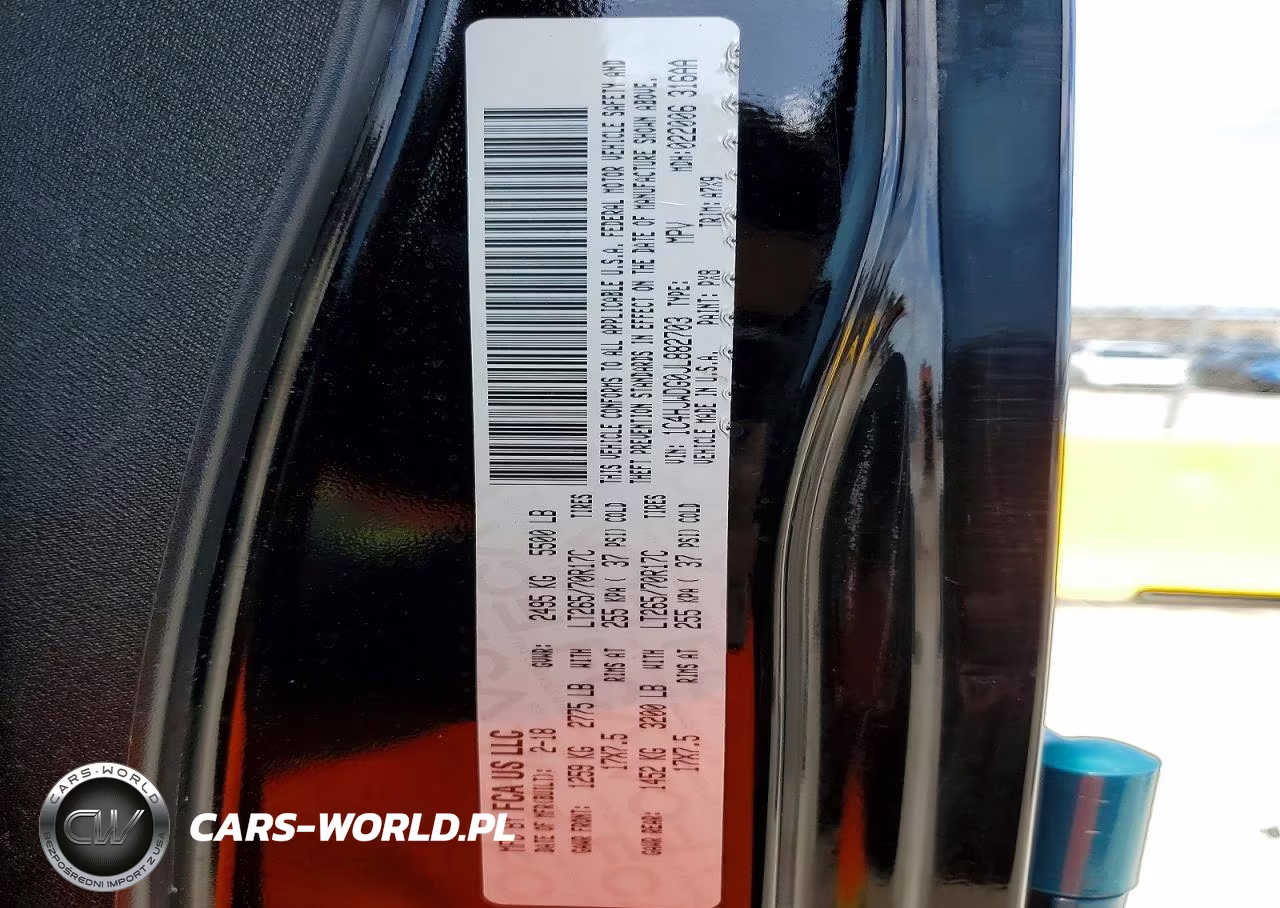 MFD BY FCA US LLC
DATE OF MFR(BUILT): 2-18 GVWR: 2495 KG 5500 LB
GAWR FRONT: 1259 KG 2775 LB WITH LT265/70R17C TIRES
17X7.5 RIMS AT 255 KPA ( 37 PSI) COLD
GAWR REAR: 1452 KG 3200 LB WITH LT265/70R17C TIRES
17X7.5 RIMS AT 255 KPA ( 37 PSI) COLD
THIS VEHICLE CONFORMS TO ALL APPLICABLE U.S.A. FEDERAL MOTOR VEHICLE SAFETY AND
THEFT PREVENTION STANDARDS IN EFFECT ON THE DATE OF MANUFACTURE SHOWN ABOVE.
VIN: 1C4HJWDG0JL882703 TYPE: MPV MDH:022006 316AA
VEHICLE MADE IN U.S.A. PAINT: PX8 TRIM: A7X9
CARS-WORLD
CW
BEZPOŚREDNI IMPORT Z USA
CARS-WORLD.PL